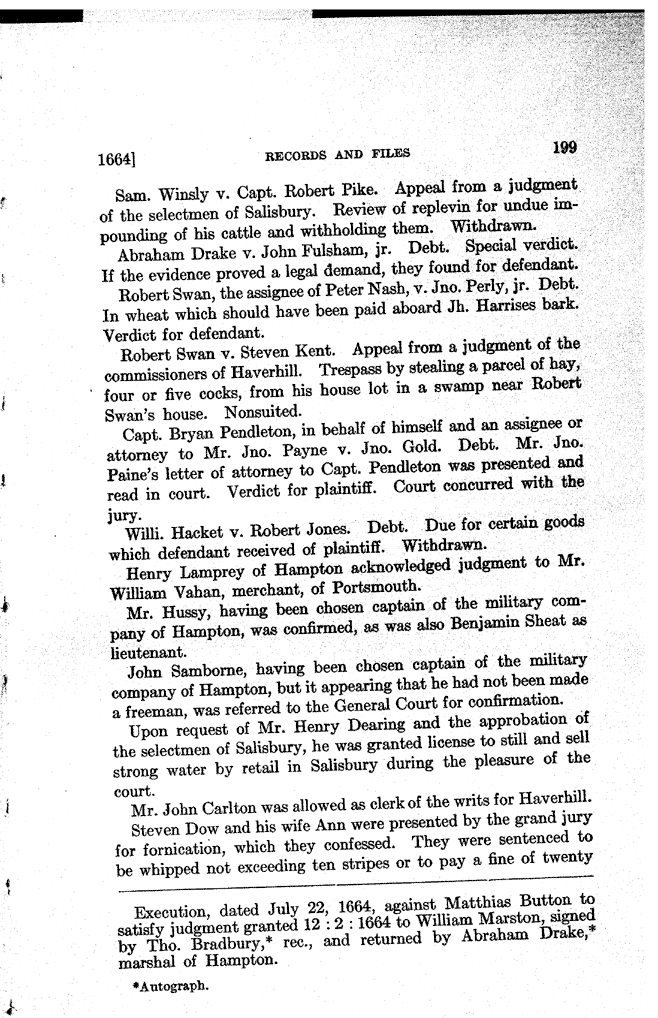 1664] RECORDS AND FILES 199
Sam. Winsly v. Capt. Robert Pike. Appeal from a judgment
of the selectmen of Salisbury. Review of replevin for undue im-
pounding of his cattle and withholding them. Withdrawn.
Abraham Drake v. John Fulsham, jr. Debt. Special verdict.
If the evidence proved a legal demand, they found for defendant.
Robert Swan, the assignee of Peter Nash, v. Jno. Perly, jr. Debt.
In wheat which should have been paid aboard Jh. Harrises bark.
Verdict for defendant.
Robert Swan v. Steven Kent. Appeal from a judgment of the
commissioners of Haverhill. Trespass by stealing a parcel of hay,
four or five cocks, from his house lot in a swamp near Robert
Swan's house. Nonsuited.
Capt. Bryan Pendleton, in behalf of himself and an assignee or
attorney to Mr. Jno. Payne v. Jno. Gold. Debt. Mr. Jno.
Paine's letter of attorney to Capt. Pendleton was presented and
read in court. Verdict for plaintiff. Court concurred with the
jury.
Willi. Hacket v. Robert Jones. Debt. Due for certain goods
which defendant received of plaintiff. Withdrawn.
Henry Lamprey of Hampton acknowledged judgment to Mr.
William Vahan, merchant, of Portsmouth.
Mr. Hussy, having been chosen captain of the military com-
pany of Hampton, was confirmed, as was also Benjamin Sheat as
lieutenant.
John Samborne, having been chosen captain of the military
company of Hampton, but it appearing that he had not been made
a freeman, was referred to the General Court for confirmation.
Upon request of Mr. Henry Dearing and the approbation of
the selectmen of Salisbury, he was granted license to still and sell
strong water by retail in Salisbury during the pleasure of the
court.
Mr. John Carlton was allowed as clerk of the writs for Haverhill.
Steven Dow and his wife Ann were presented by the grand jury
for fornication, which they confessed. They were sentenced to
be whipped not exceeding ten stripes or to pay a fine of twenty
Execution, dated July 22, 1664, against Matthias Button to
satisfy judgment granted 12 : 2 : 1664 to William Marston, signed
by Tho. Bradbury,* rec., and returned by Abraham Drake,*
marshal of Hampton.
*Autograph.